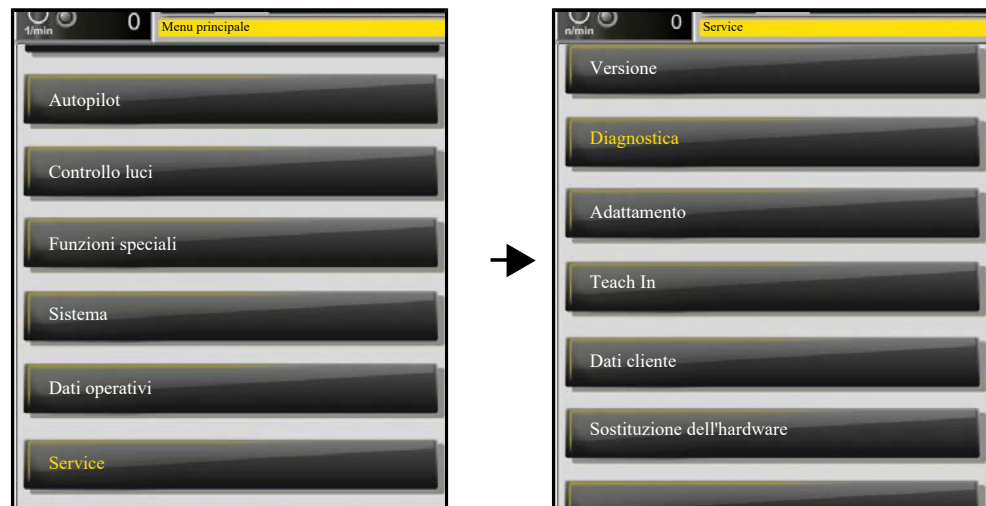 1/min
0
Menu principale
Autopilot
Controllo luci
Funzioni speciali
Sistema
Dati operativi
Service
n/min
0
Service
Versione
Diagnostica
Adattamento
Teach In
Dati cliente
Sostituzione dell'hardware